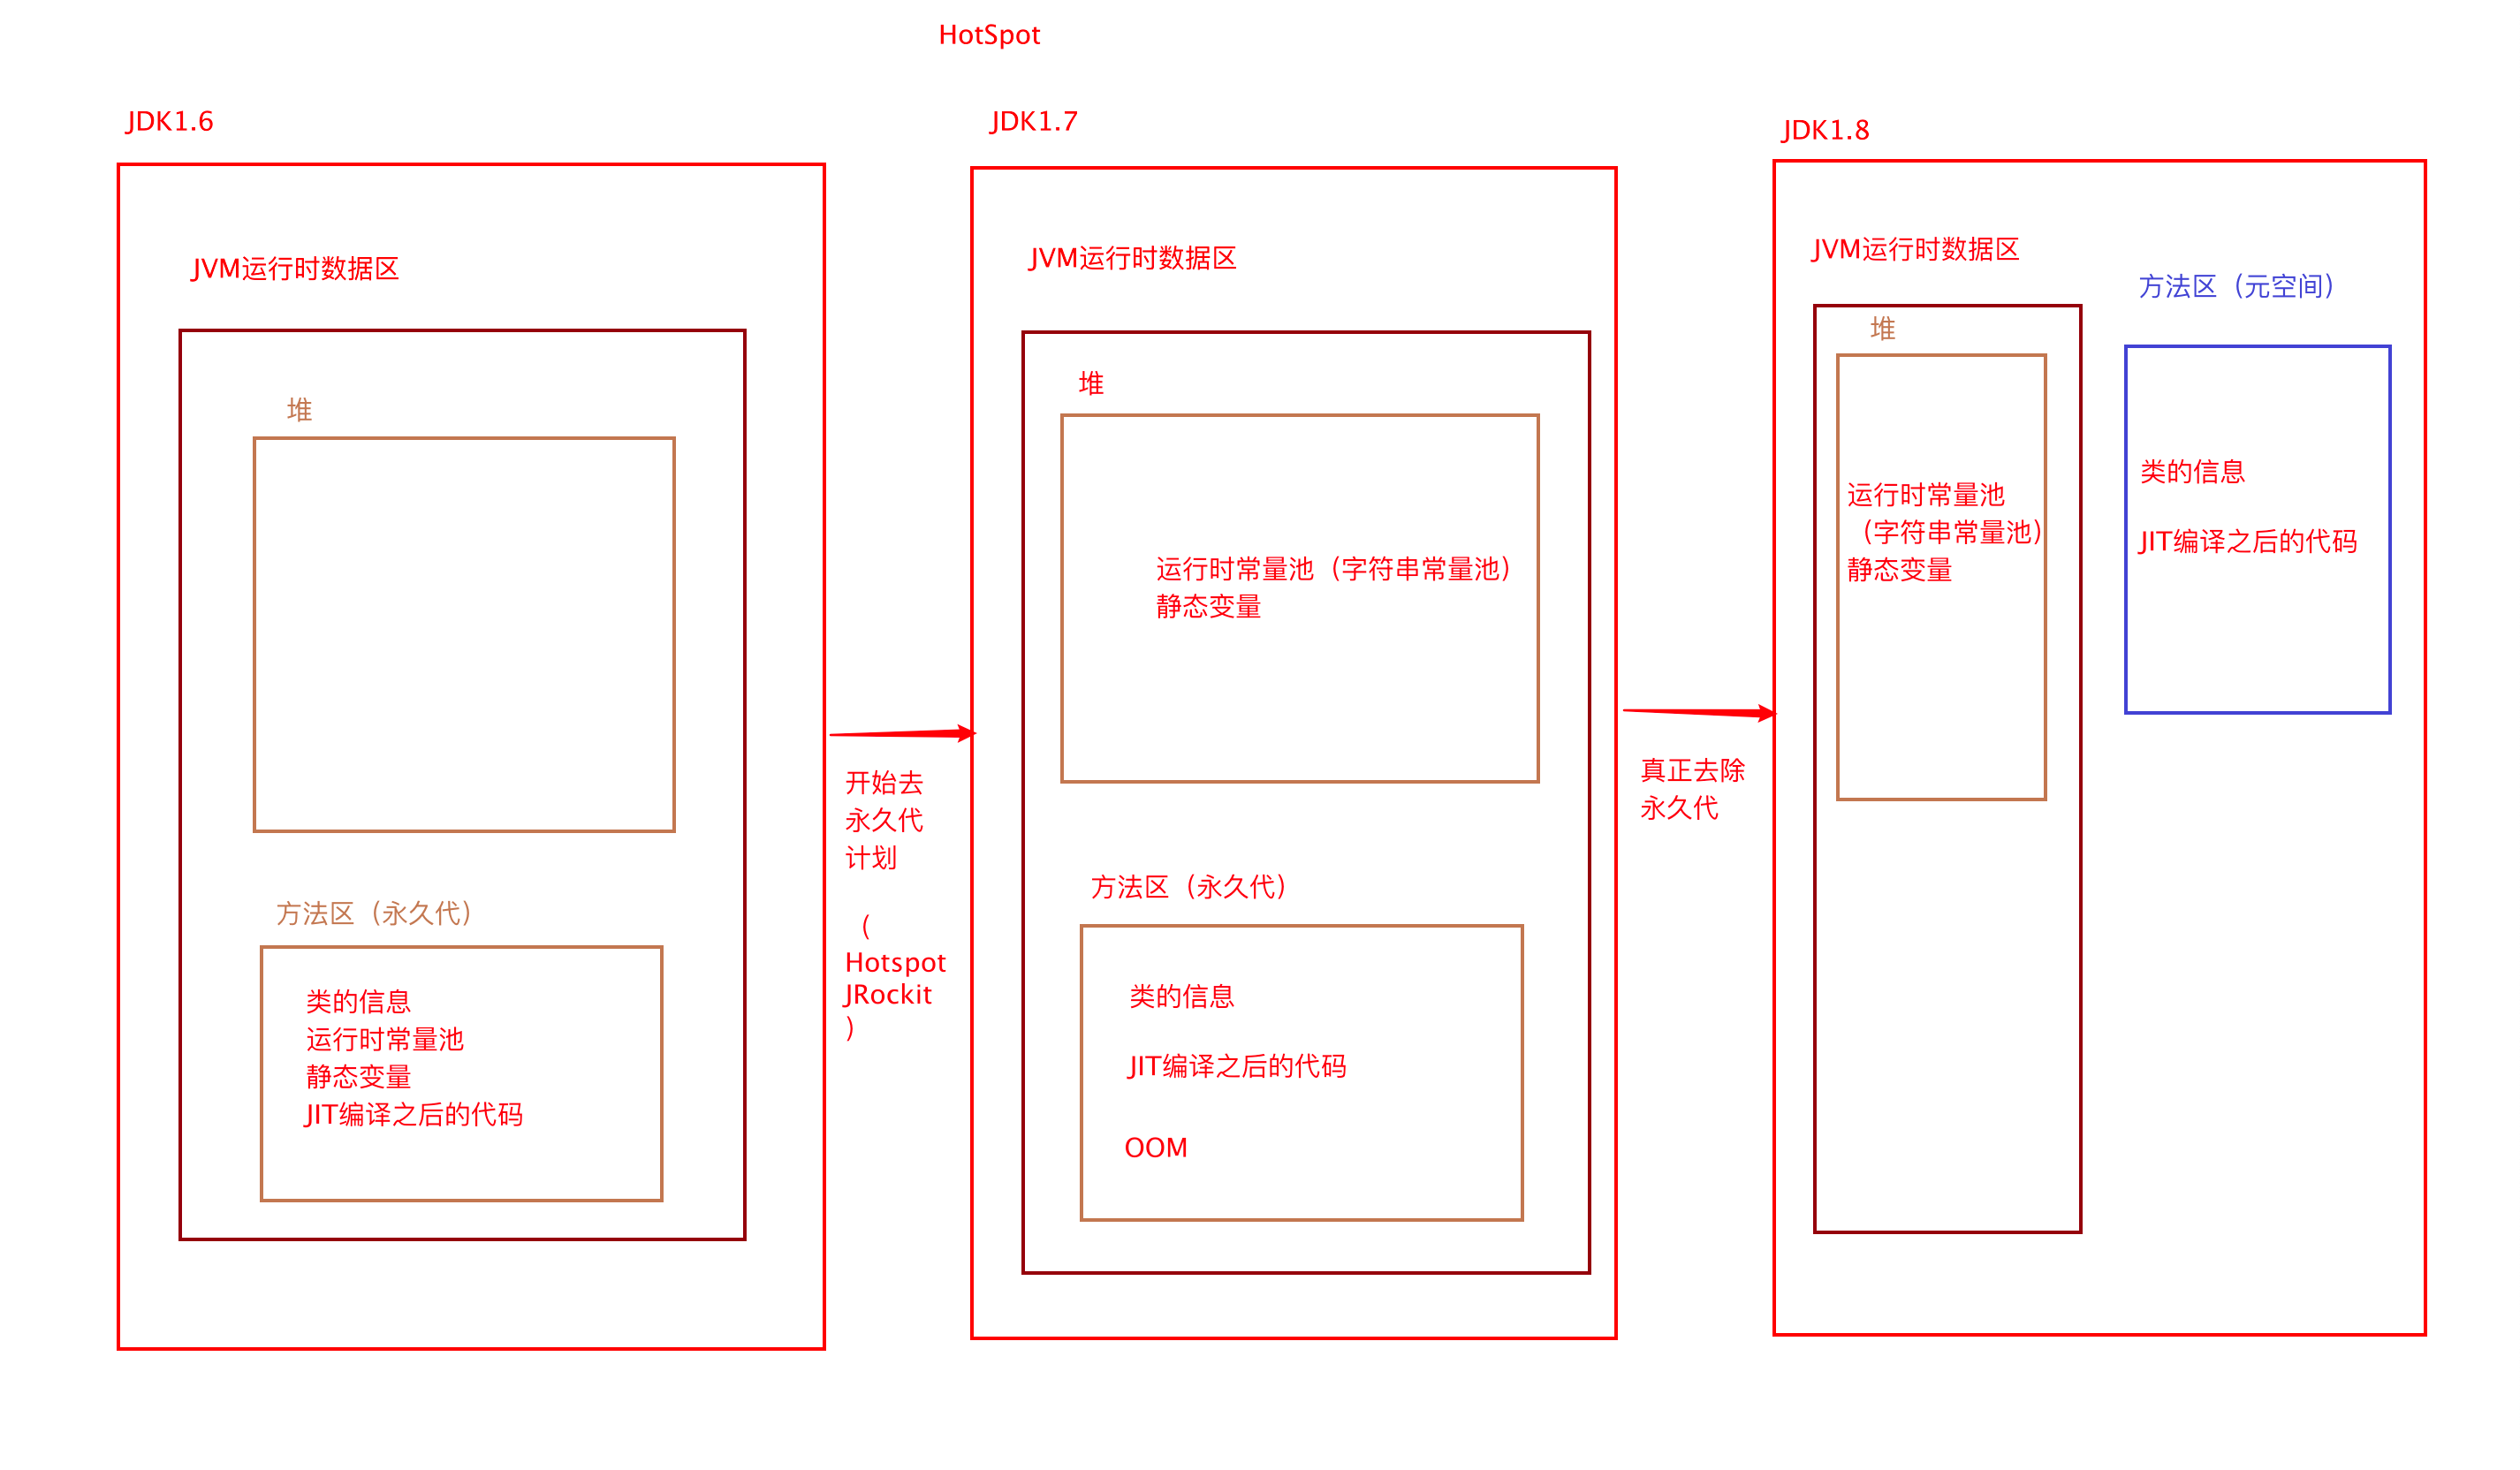 HotSpot
JDK1.6
JVM运行时数据区
堆
方法区（永久代）
类的信息
运行时常量池
静态变量
JIT编译之后的代码
开始去
永久代
计划
（
Hotspot
JRockit
）
JDK1.7
JVM运行时数据区
堆
运行时常量池（字符串常量池）
静态变量
方法区（永久代）
类的信息
JIT编译之后的代码
OOM
真正去除
永久代
JDK1.8
JVM运行时数据区
堆
运行时常量池
（字符串常量池）
静态变量
方法区（元空间）
类的信息
JIT编译之后的代码